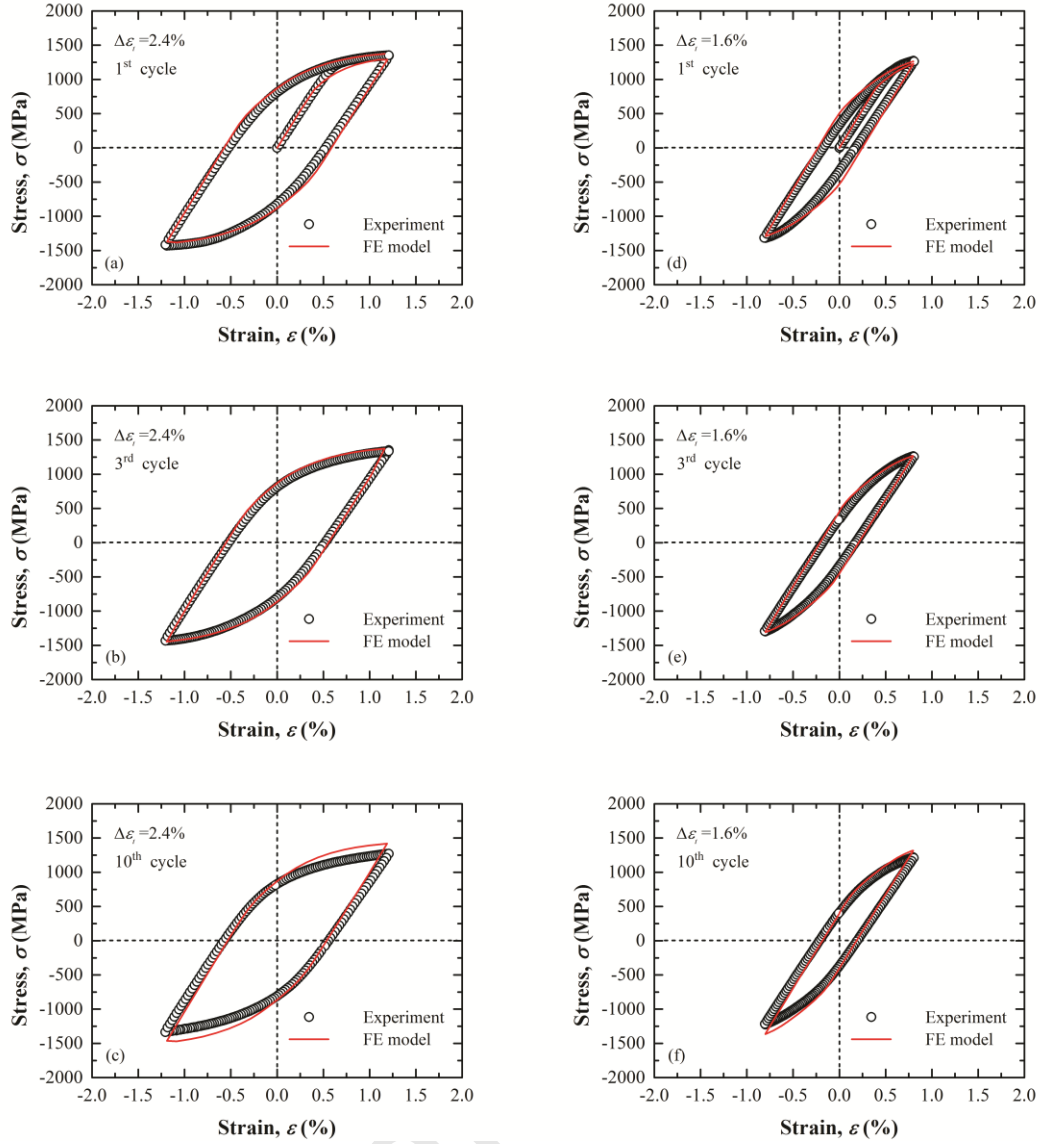 2000
1500
1000
500
0
-500
-1000
-1500
-2000
Stress, σ (MPa)
Δε_t=2.4%
1st cycle
Experiment
FE model
(a)
-2.0 -1.5 -1.0 -0.5 0.0 0.5 1.0 1.5 2.0
Strain, ε (%)
2000
1500
1000
500
0
-500
-1000
-1500
-2000
Stress, σ (MPa)
Δε_t=1.6%
1st cycle
Experiment
FE model
(d)
-2.0 -1.5 -1.0 -0.5 0.0 0.5 1.0 1.5 2.0
Strain, ε (%)
2000
1500
1000
500
0
-500
-1000
-1500
-2000
Stress, σ (MPa)
Δε_t=2.4%
3rd cycle
Experiment
FE model
(b)
-2.0 -1.5 -1.0 -0.5 0.0 0.5 1.0 1.5 2.0
Strain, ε (%)
2000
1500
1000
500
0
-500
-1000
-1500
-2000
Stress, σ (MPa)
Δε_t=1.6%
3rd cycle
Experiment
FE model
(e)
-2.0 -1.5 -1.0 -0.5 0.0 0.5 1.0 1.5 2.0
Strain, ε (%)
2000
1500
1000
500
0
-500
-1000
-1500
-2000
Stress, σ (MPa)
Δε_t=2.4%
10th cycle
Experiment
FE model
(c)
-2.0 -1.5 -1.0 -0.5 0.0 0.5 1.0 1.5 2.0
Strain, ε (%)
2000
1500
1000
500
0
-500
-1000
-1500
-2000
Stress, σ (MPa)
Δε_t=1.6%
10th cycle
Experiment
FE model
(f)
-2.0 -1.5 -1.0 -0.5 0.0 0.5 1.0 1.5 2.0
Strain, ε (%)